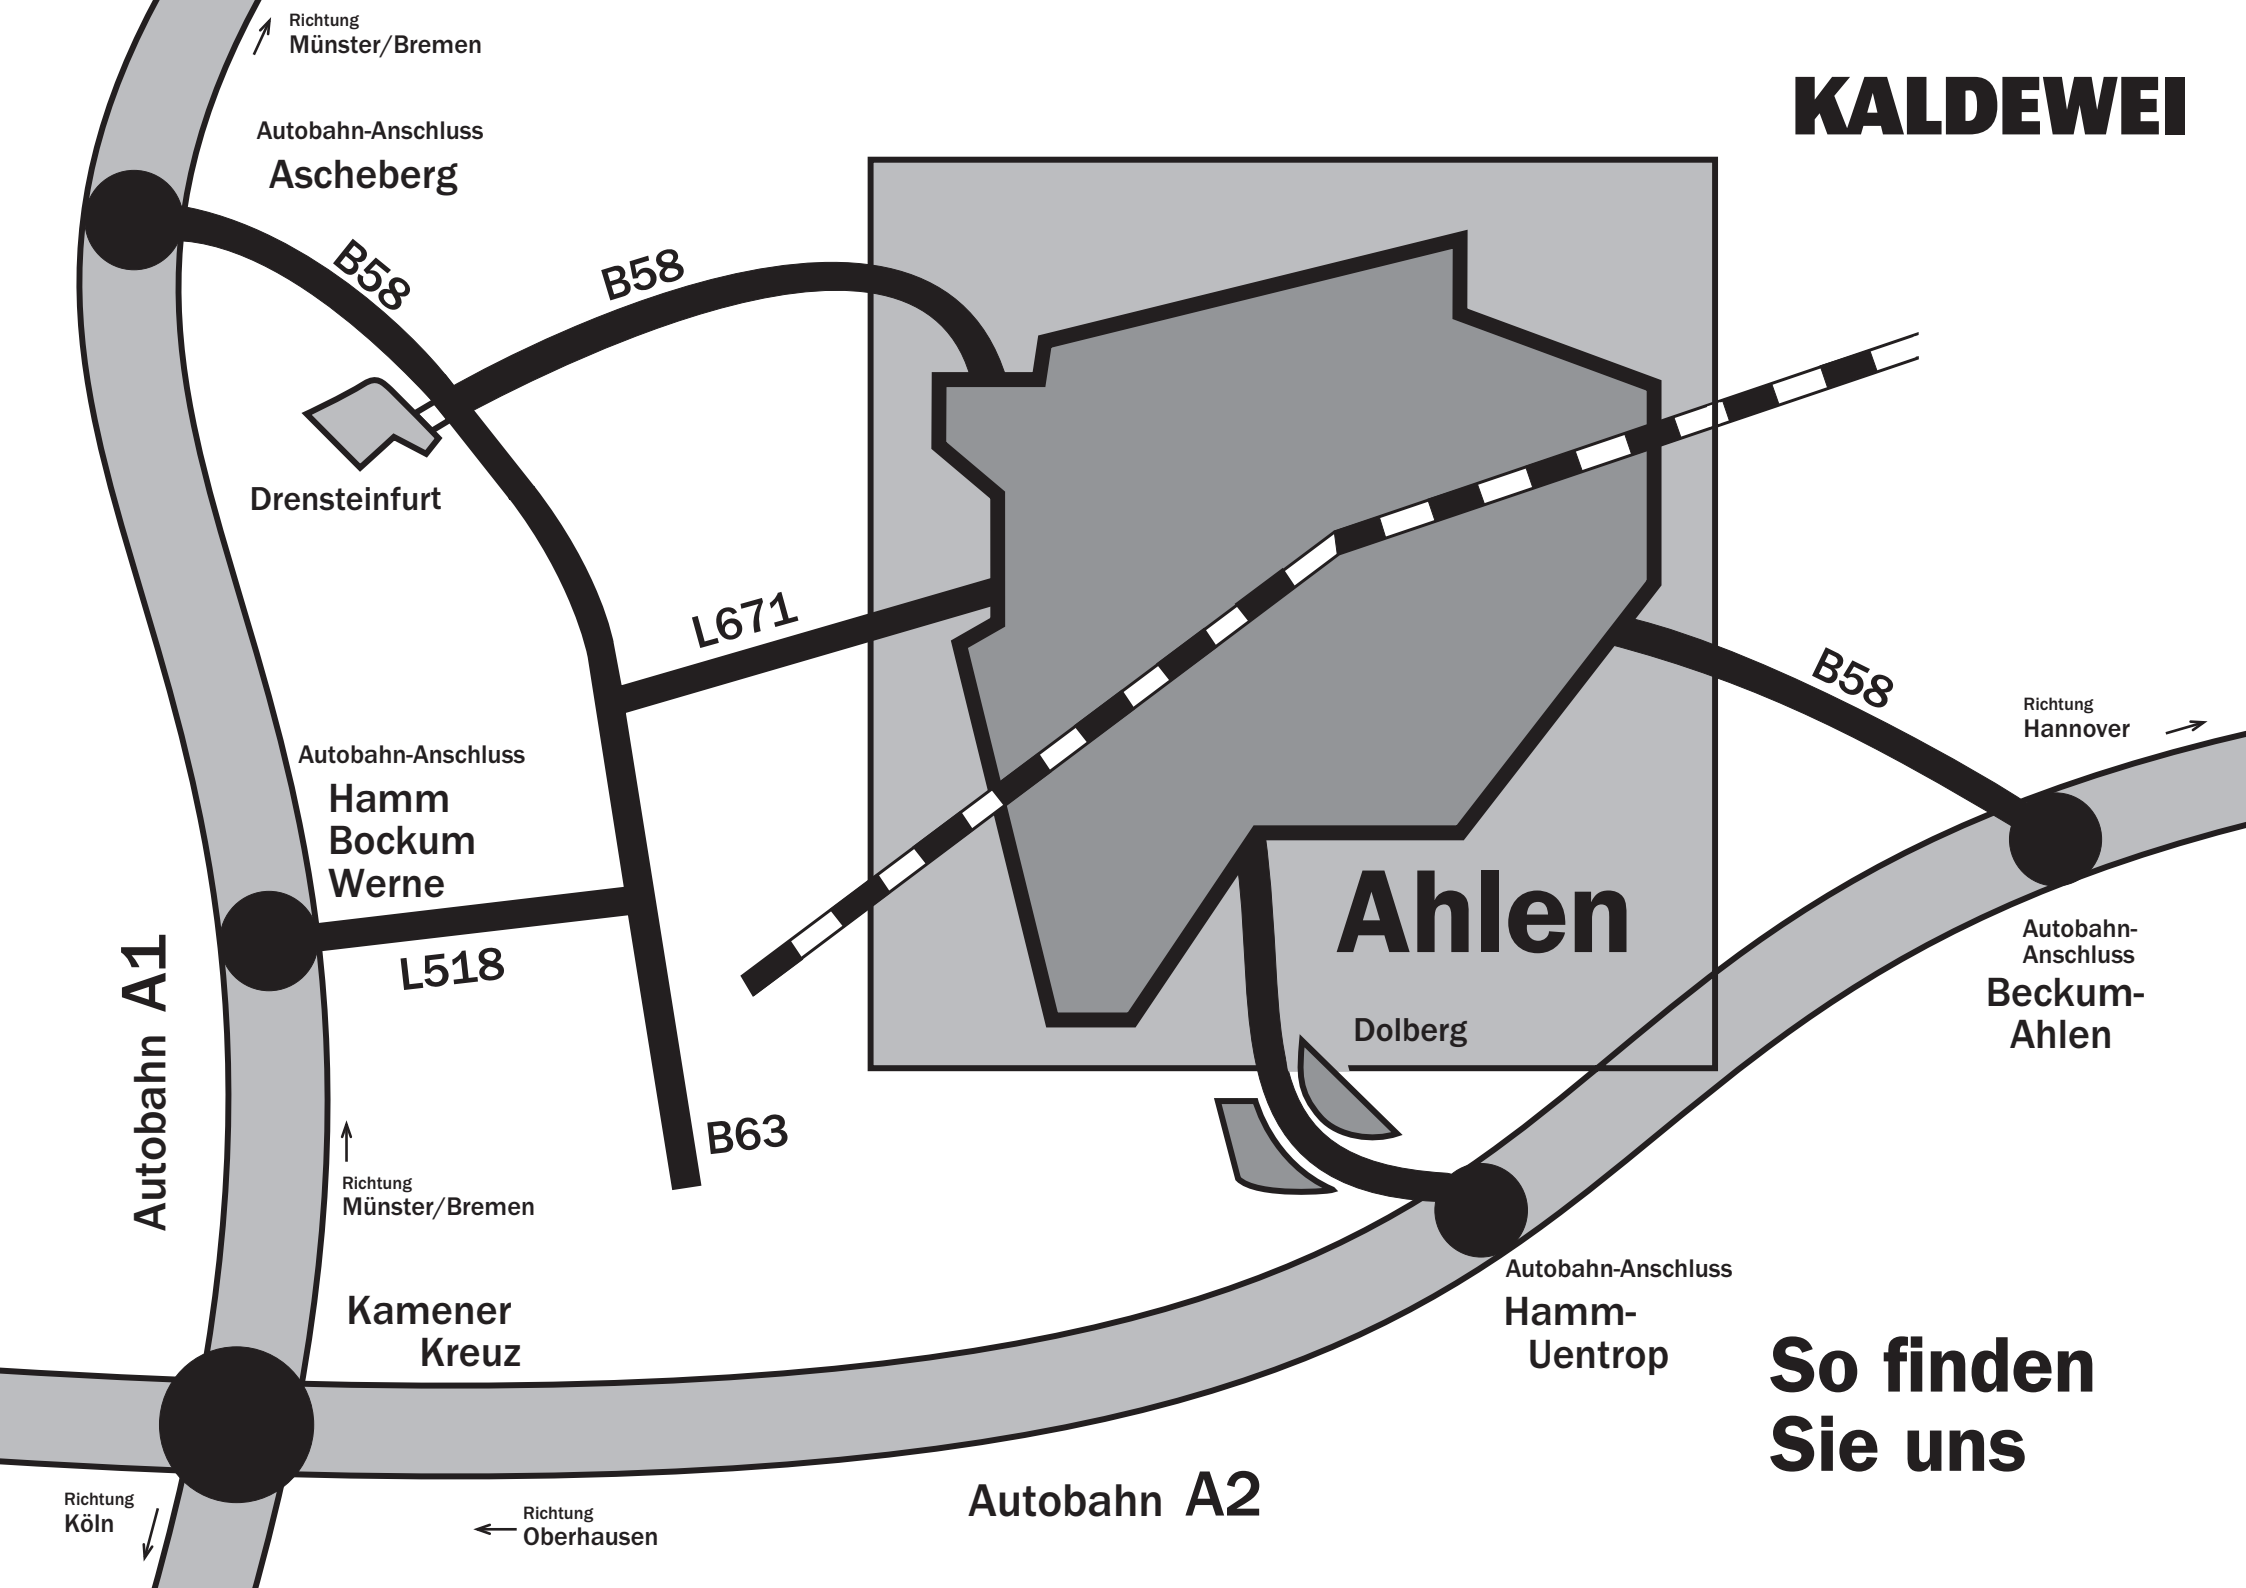 Richtung
Münster/Bremen
KALDEWEI
Autobahn-Anschluss
Ascheberg
B58
B58
Drensteinfurt
L671
B58
Richtung
Hannover
Autobahn-Anschluss
Hamm
Bockum
Werne
L518
Ahlen
Autobahn-
Anschluss
Beckum-
Ahlen
Dolberg
Autobahn A1
B63
Richtung
Münster/Bremen
Kamener
Kreuz
Autobahn-Anschluss
Hamm-
Uentrop
So finden
Sie uns
Richtung
Köln
Richtung
Oberhausen
Autobahn A2